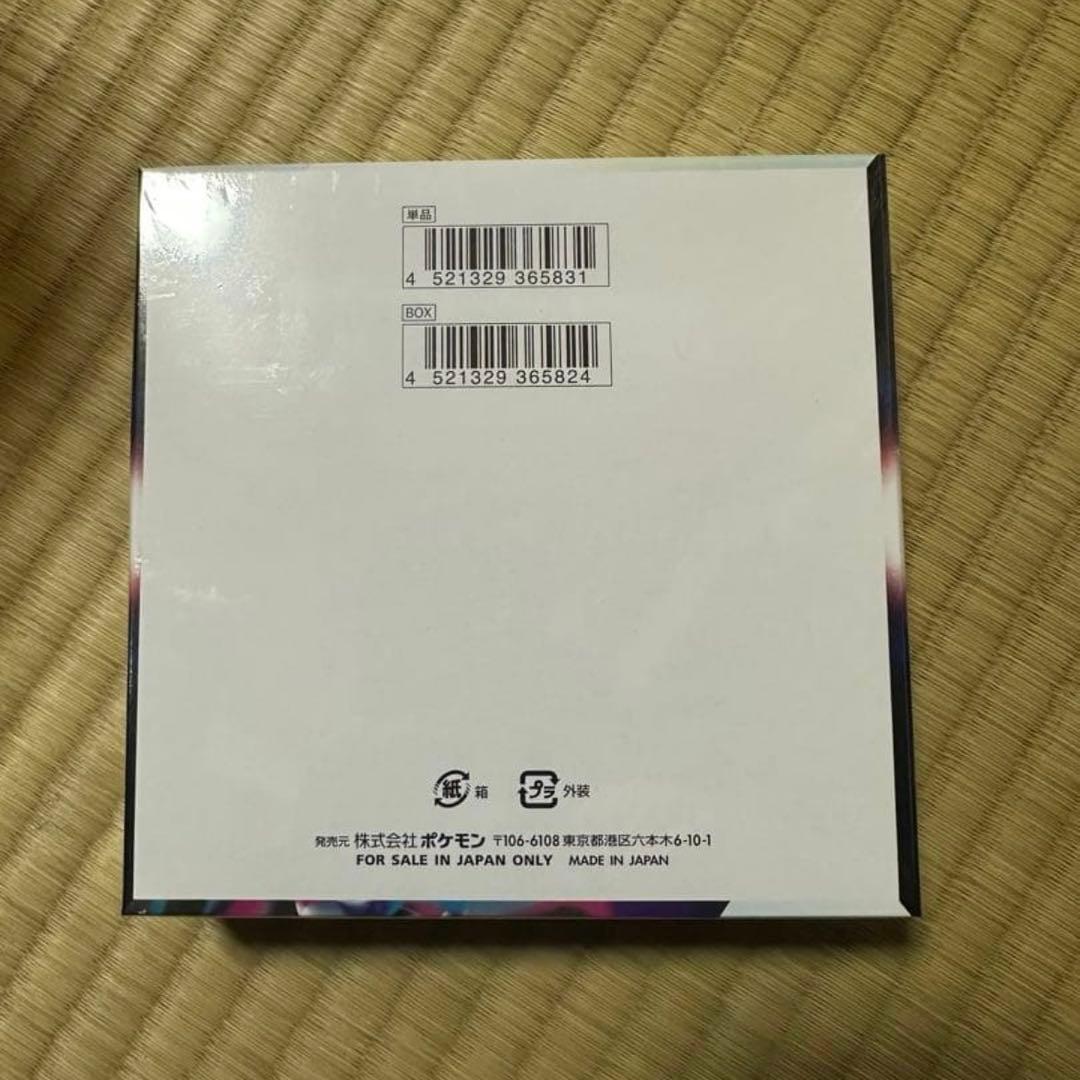 単品
4 521329 365831
BOX
4 521329 365824
紙 箱 プラ 外装
発売元 株式会社 ポケモン 〒106-6108 東京都港区六本木6-10-1
FOR SALE IN JAPAN ONLY MADE IN JAPAN